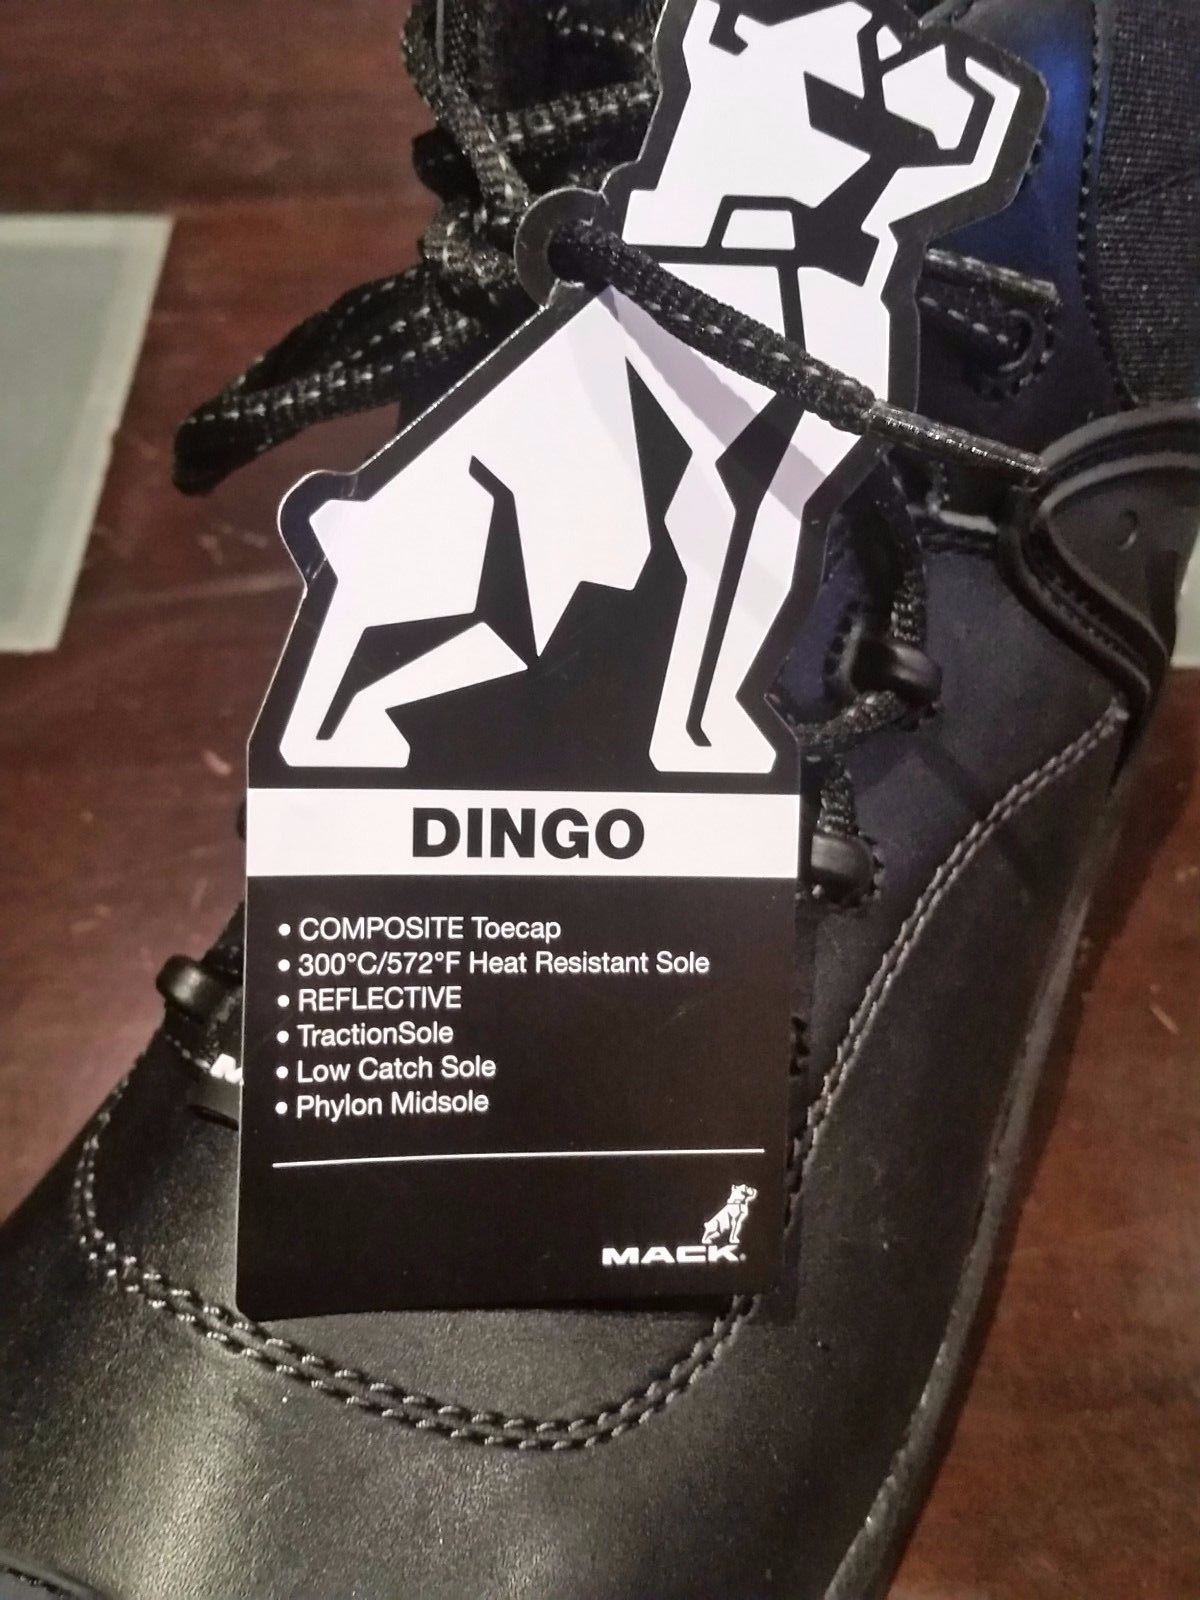 DINGO
• COMPOSITE Toecap
• 300°C/572°F Heat Resistant Sole
• REFLECTIVE
• TractionSole
• Low Catch Sole
• Phylon Midsole
MACK.